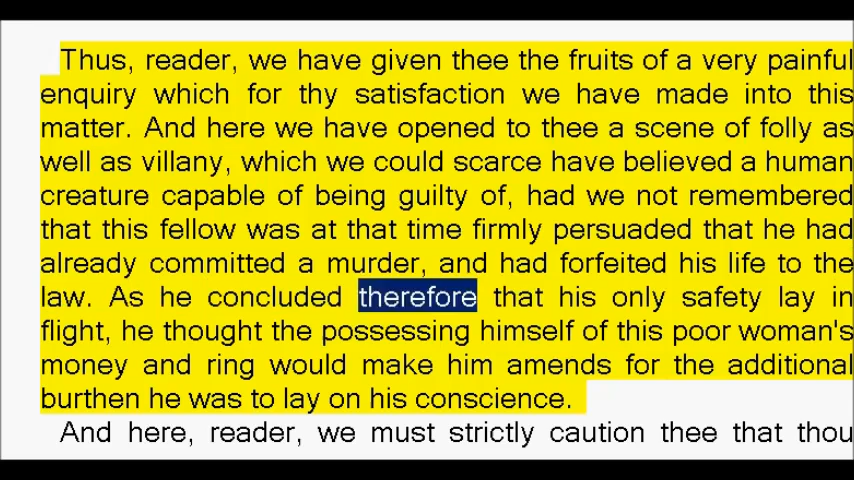 Thus, reader, we have given thee the fruits of a very painful
enquiry which for thy satisfaction we have made into this
matter. And here we have opened to thee a scene of folly as
well as villany, which we could scarce have believed a human
creature capable of being guilty of, had we not remembered
that this fellow was at that time firmly persuaded that he had
already committed a murder, and had forfeited his life to the
law. As he concluded therefore that his only safety lay in
flight, he thought the possessing himself of this poor woman's
money and ring would make him amends for the additional
burthen he was to lay on his conscience.
And here, reader, we must strictly caution thee that thou